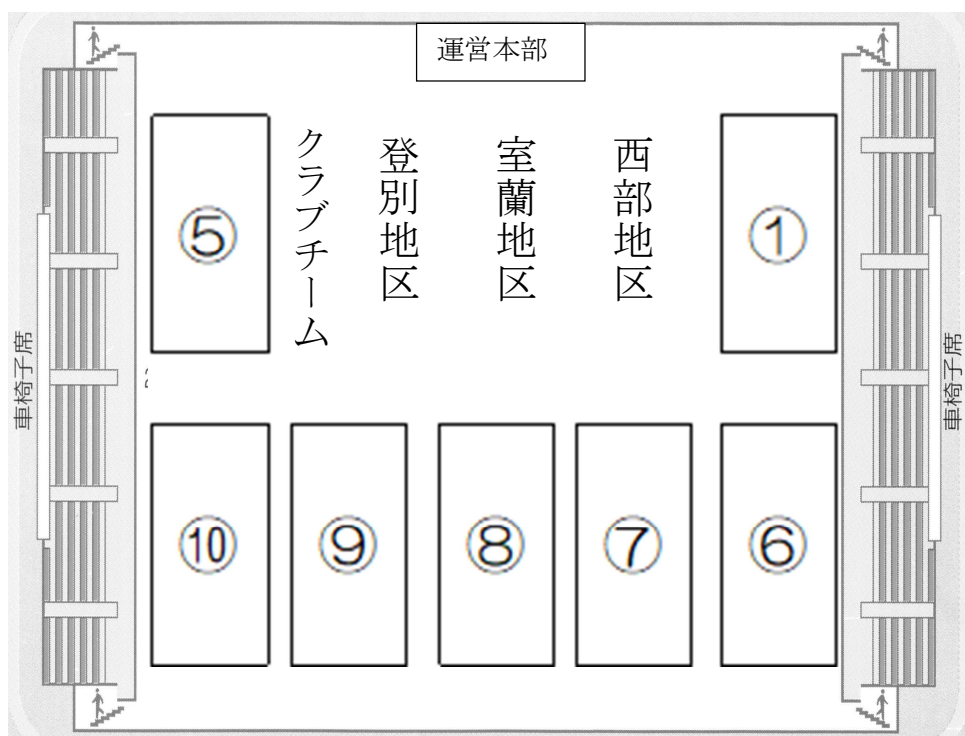 運営本部
西部地区
室蘭地区
登別地区
クラブチーム
①
⑤
車椅子席
車椅子席
⑩
⑨
⑧
⑦
⑥